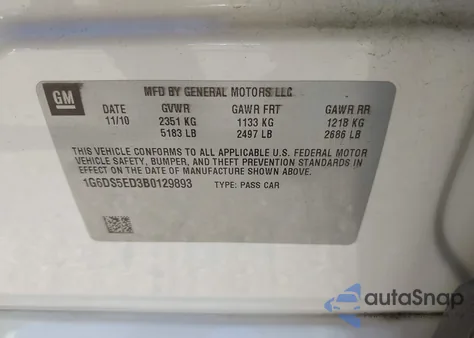 GM
MFD BY GENERAL MOTORS LLC
DATE GVWR GAWR FRT GAWR RR
11/10 2351 KG 1133 KG 1218 KG
5183 LB 2497 LB 2686 LB
THIS VEHICLE CONFORMS TO ALL APPLICABLE U.S. FEDERAL MOTOR
VEHICLE SAFETY, BUMPER, AND THEFT PREVENTION STANDARDS IN
EFFECT ON THE DATE OF MANUFACTURE SHOWN ABOVE.
1G6DS5ED3B0129893 TYPE: PASS CAR
autoSnap